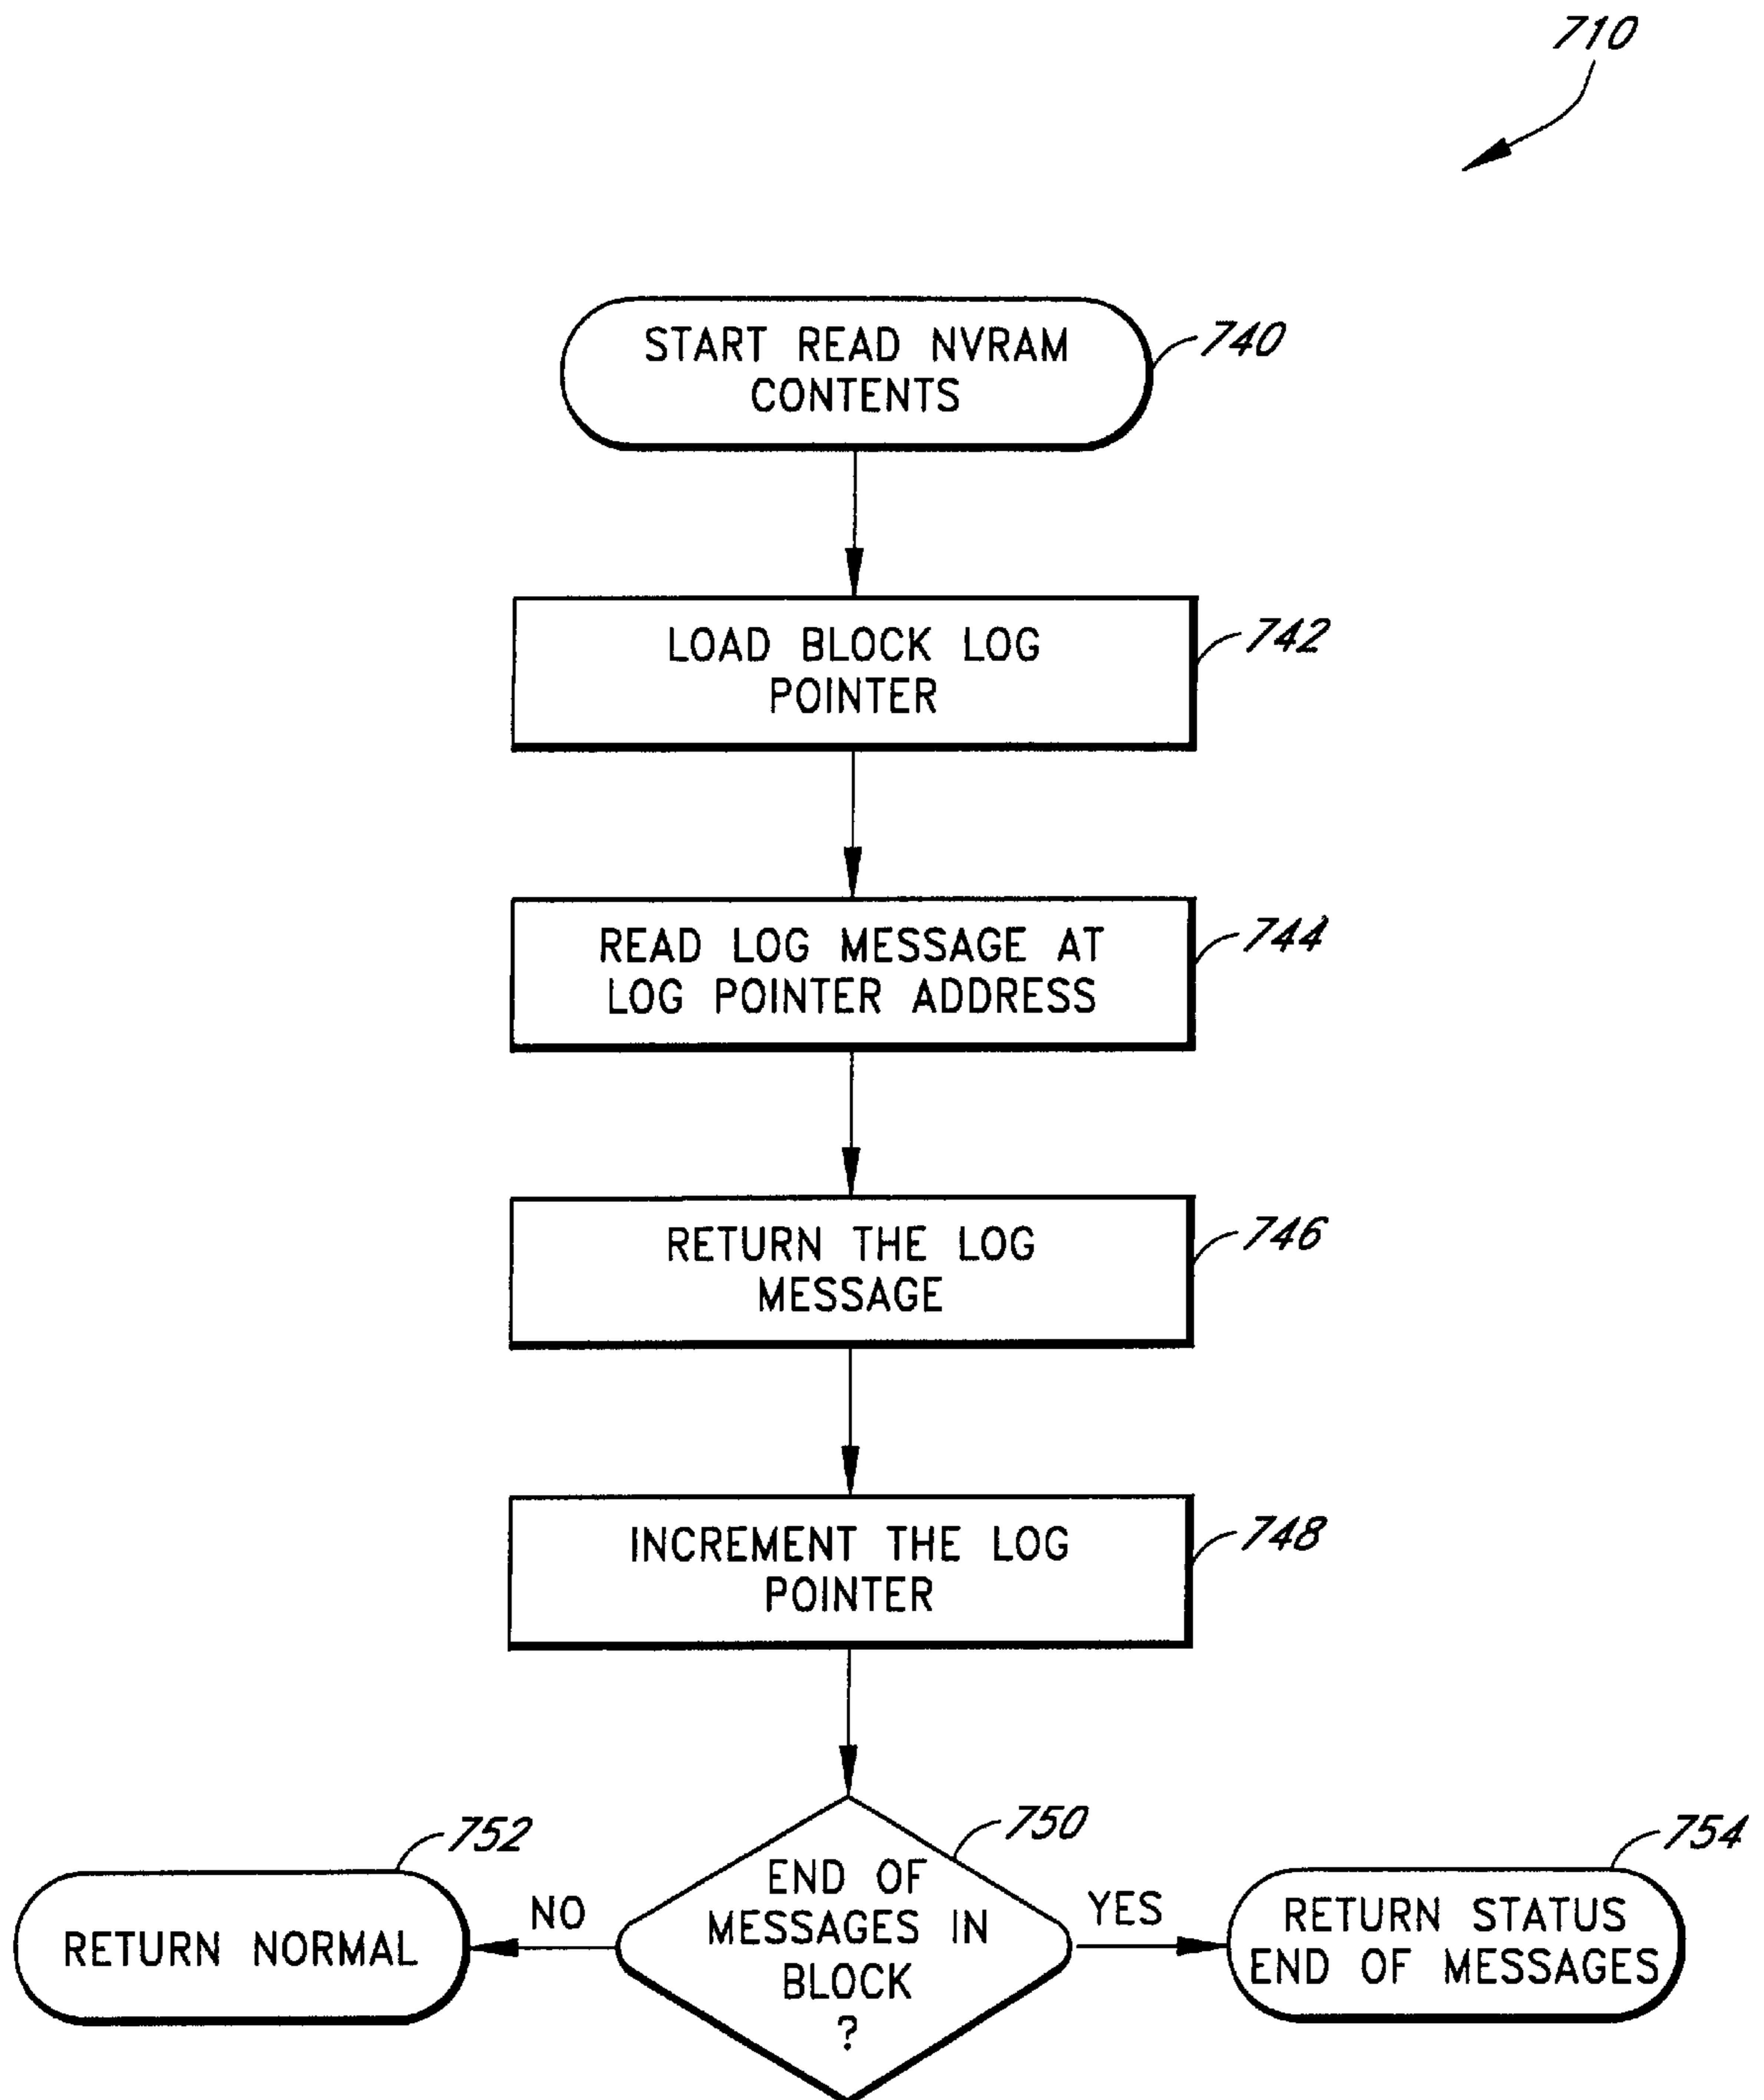 710
START READ NVRAM
CONTENTS
740
LOAD BLOCK LOG
POINTER
742
READ LOG MESSAGE AT
LOG POINTER ADDRESS
744
RETURN THE LOG
MESSAGE
746
INCREMENT THE LOG
POINTER
748
752
RETURN NORMAL
NO
750
END OF
MESSAGES IN
BLOCK
?
YES
754
RETURN STATUS
END OF MESSAGES